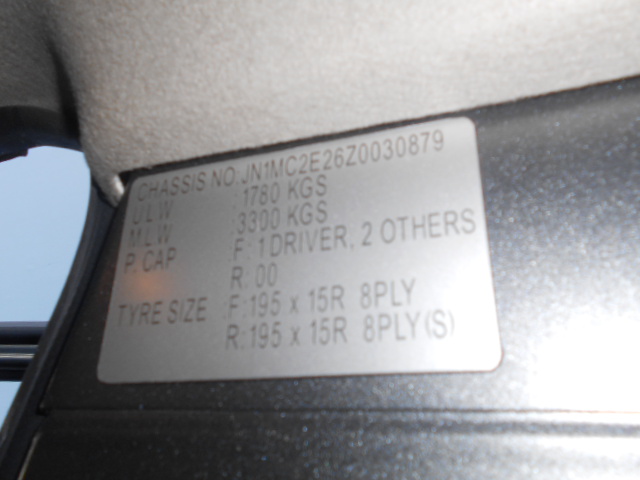 CHASSIS NO: JN1MC2E26Z0030879
U.L.W : 1780 KGS
M.L.W : 3300 KGS
P. CAP F: 1 DRIVER, 2 OTHERS
R: 00
TYRE SIZE : F: 195 x 15R 8PLY
R: 195 x 15R 8PLY(S)